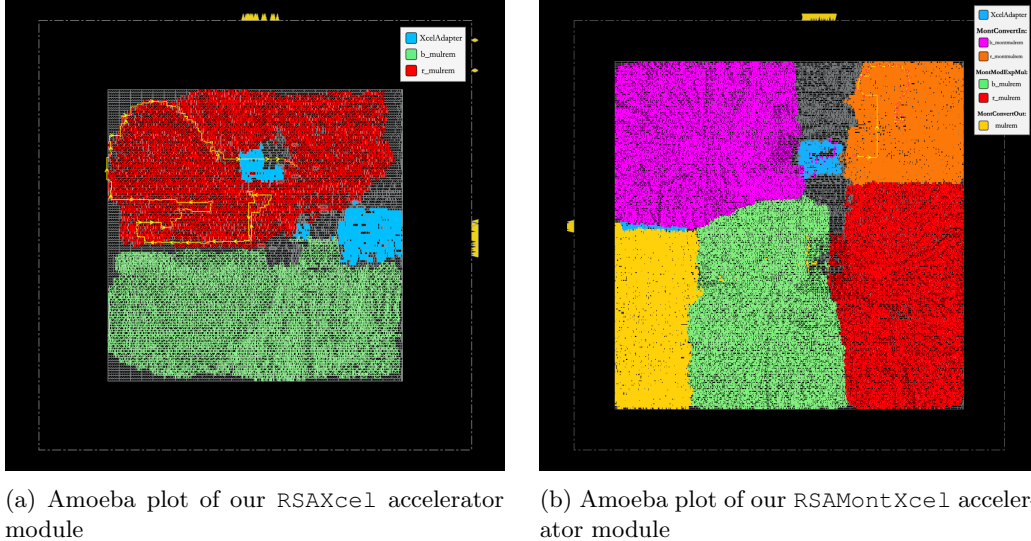 XcelAdapter
b_mulrem
r_mulrem
XcelAdapter
MontConvertIn:
b_montmulrem
r_montmulrem
MontModExpMul:
b_mulrem
r_mulrem
MontConvertOut:
mulrem
(a) Amoeba plot of our RSAXcel accelerator
module
(b) Amoeba plot of our RSAMontXcel acceler-
ator module